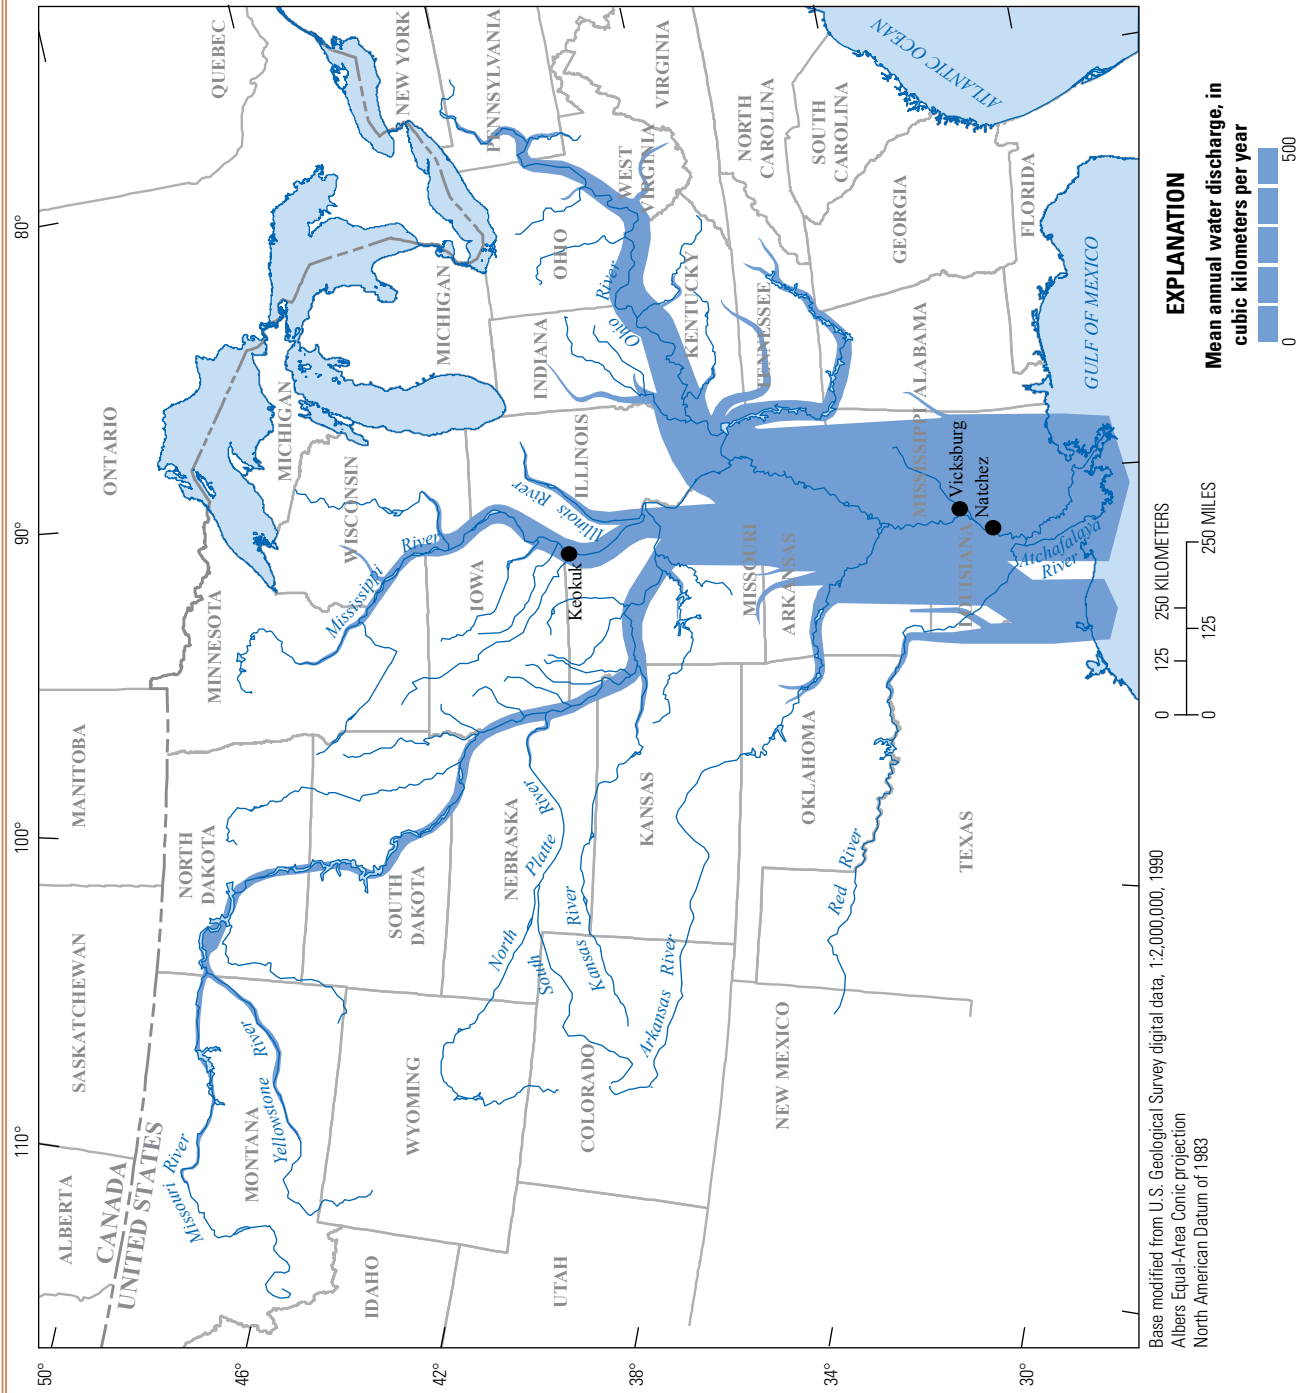 50°
46°
42°
38°
34°
30°
110°
100°
90°
80°
ALBERTA
SASKATCHEWAN
MANITOBA
ONTARIO
QUEBEC
CANADA
UNITED STATES
IDAHO
MONTANA
NORTH
DAKOTA
MINNESOTA
WISCONSIN
MICHIGAN
MICHIGAN
NEW YORK
PENNSYLVANIA
WYOMING
SOUTH
DAKOTA
IOWA
ILLINOIS
INDIANA
OHIO
WEST
VIRGINIA
VIRGINIA
UTAH
COLORADO
NEBRASKA
KANSAS
MISSOURI
KENTUCKY
NORTH
CAROLINA
SOUTH
CAROLINA
TENNESSEE
NEW MEXICO
OKLAHOMA
ARKANSAS
TEXAS
LOUISIANA
MISSISSIPPI
ALABAMA
GEORGIA
FLORIDA
Missouri River
Yellowstone River
Mississippi River
Illinois River
Ohio River
North
Platte River
South
Kansas River
Arkansas River
Red River
Atchafalaya
River
Keokuk
Vicksburg
Natchez
ATLANTIC OCEAN
GULF OF MEXICO
Base modified from U.S. Geological Survey digital data, 1:2,000,000, 1990
Albers Equal-Area Conic projection
North American Datum of 1983
0 125 250 KILOMETERS
0 125 250 MILES
EXPLANATION
Mean annual water discharge, in
cubic kilometers per year
0 500